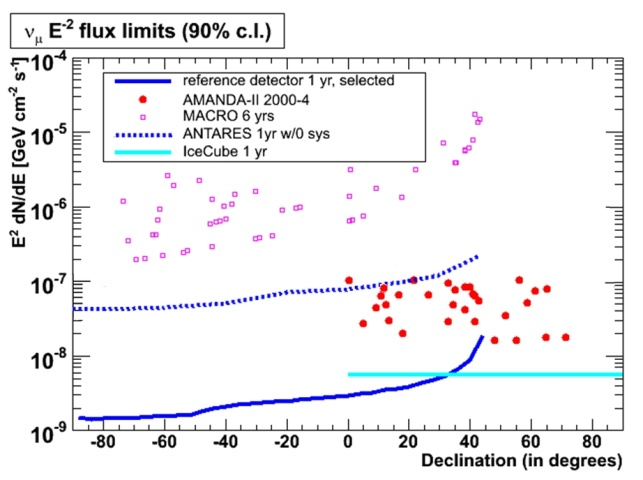 ν_μ E⁻² flux limits (90% c.l.)
E² dN/dE [GeV cm⁻² s⁻¹]
10⁻⁴
10⁻⁵
10⁻⁶
10⁻⁷
10⁻⁸
10⁻⁹
reference detector 1 yr, selected
AMANDA-II 2000-4
MACRO 6 yrs
ANTARES 1yr w/0 sys
IceCube 1 yr
-80 -60 -40 -20 0 20 40 60 80
Declination (in degrees)